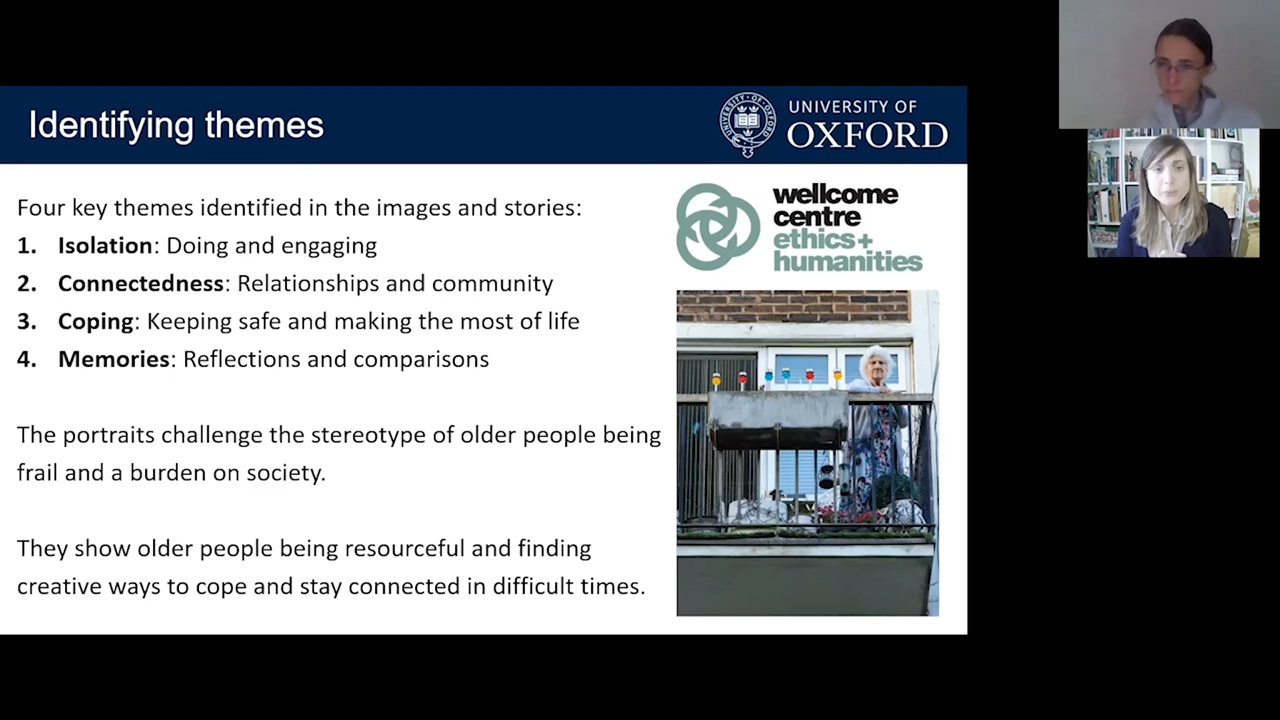 Identifying themes
UNIVERSITY OF
OXFORD
wellcome
centre
ethics+
humanities
Four key themes identified in the images and stories:
1. Isolation: Doing and engaging
2. Connectedness: Relationships and community
3. Coping: Keeping safe and making the most of life
4. Memories: Reflections and comparisons
The portraits challenge the stereotype of older people being
frail and a burden on society.
They show older people being resourceful and finding
creative ways to cope and stay connected in difficult times.